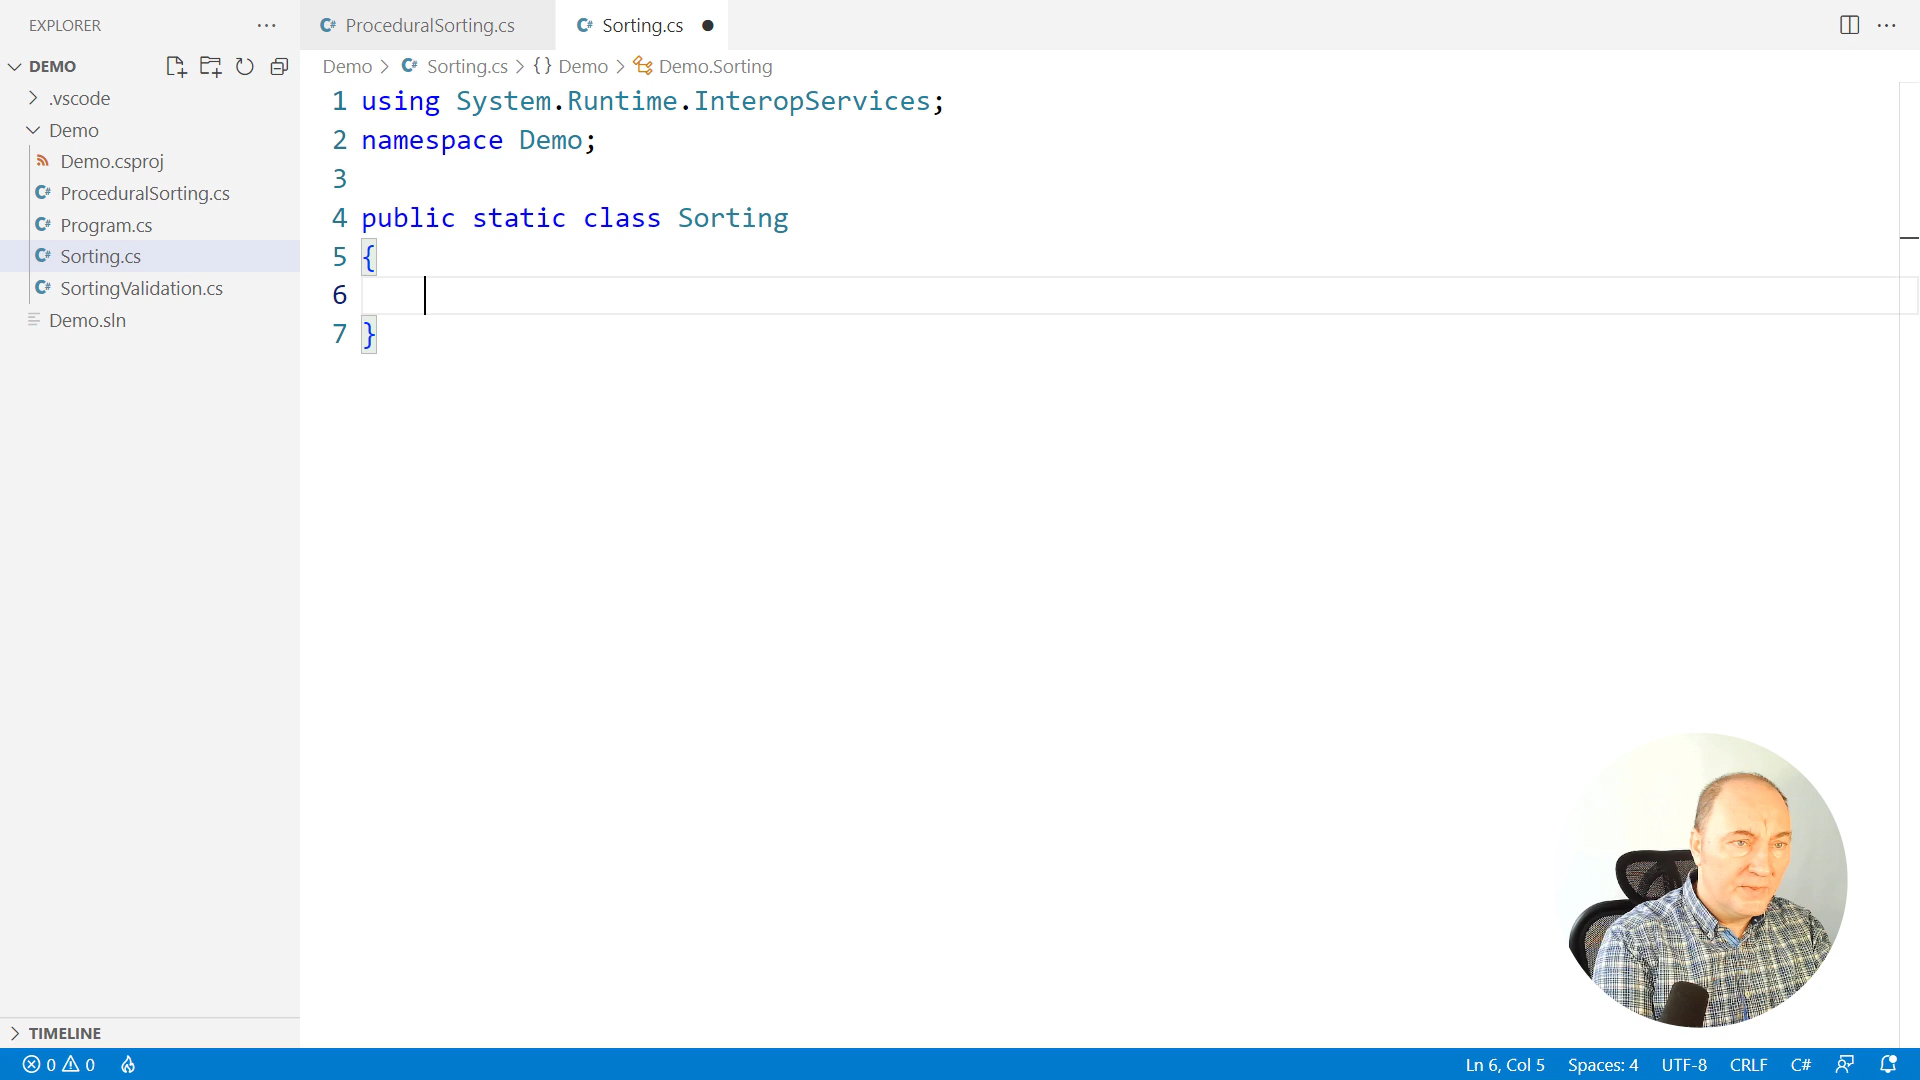 EXPLORER
DEMO
.vscode
Demo
Demo.csproj
ProceduralSorting.cs
Program.cs
Sorting.cs
SortingValidation.cs
Demo.sln
TIMELINE
ProceduralSorting.cs
Sorting.cs
Demo > Sorting.cs > {} Demo > Demo.Sorting
1 using System.Runtime.InteropServices;
2 namespace Demo;
3
4 public static class Sorting
5 {
6
7 }
0 0
Ln 6, Col 5 Spaces: 4 UTF-8 CRLF C#